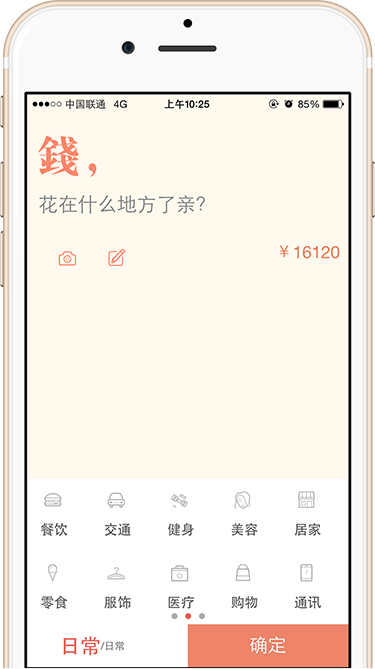 中国联通 4G 上午10:25 85%
錢，
花在什么地方了亲?
¥16120
餐饮 交通 健身 美容 居家
零食 服饰 医疗 购物 通讯
日常/日常 确定